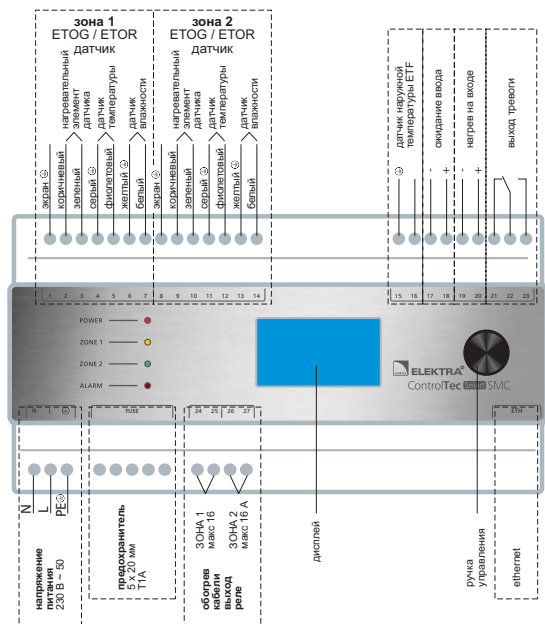 зона 1
ETOG / ETOR
датчик
зона 2
ETOG / ETOR
датчик
экран
коричневый
нагревательный
элемент
датчика
зеленый
серый
датчик
температуры
фиопетовый
желтый
датчик
влажности
белый
экран
коричневый
нагревательный
элемент
датчика
зеленый
серый
датчик
температуры
фиопетовый
желтый
датчик
влажности
белый
датчик наружной
температуры ETF
ожидание ввода
- +
нагрев на входе
- +
выход тревоги
1 2 3 4 5 6 7 8 9 10 11 12 13 14
15 16 17 18 19 20 21 22 23
POWER
ZONE 1
ZONE 2
ALARM
ELEKTRA®
ELEKTRA
ControlTec Smart SMC
N L
FUSE
24 25 26 27
ETH
N
L
PE
напряжение
питания
230 В ~ 50
предохранитель
5 x 20 мм
T1A
ЗОНА 1
макс 16
ЗОНА 2
макс 16 А
обогрев
кабели
выход
реле
дисплей
ручка
управления
ethernet